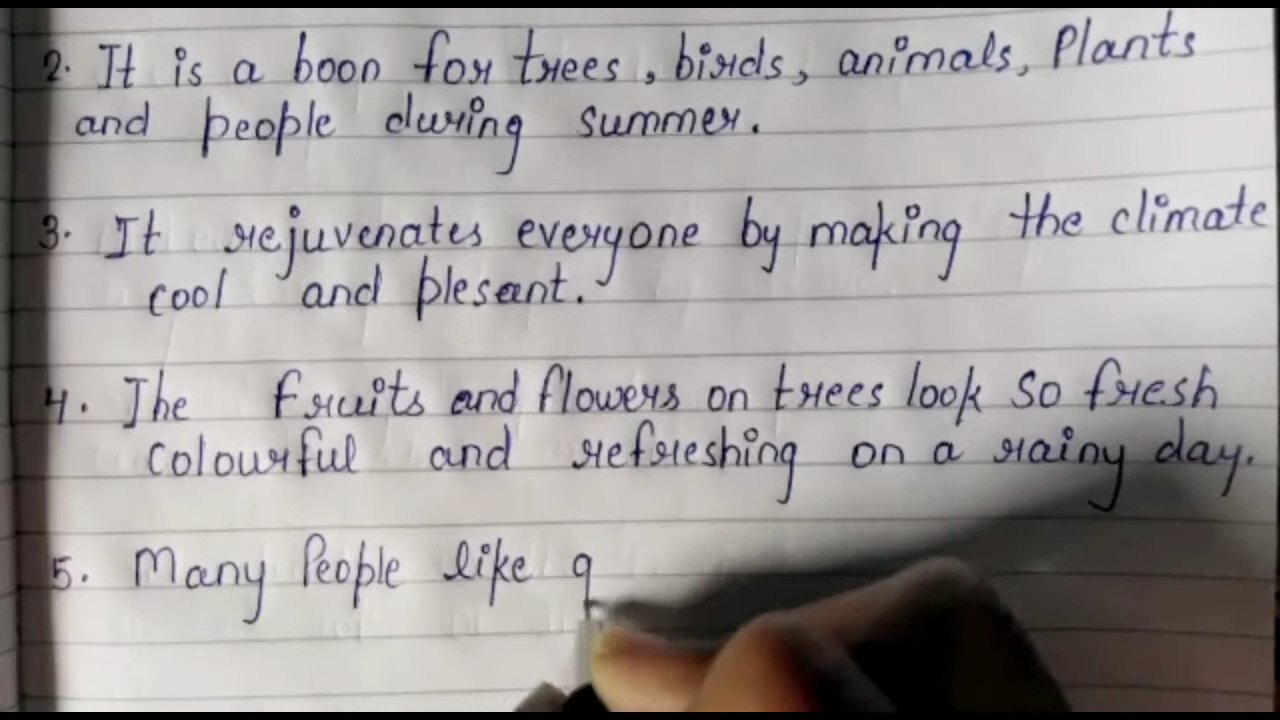 2. It is a boon for trees, birds, animals, Plants
and people during summer.
3. It rejuvenates everyone by making the climate
cool and plesant.
4. The fruits and flowers on trees look so fresh
colourful and refreshing on a rainy day.
5. Many People like